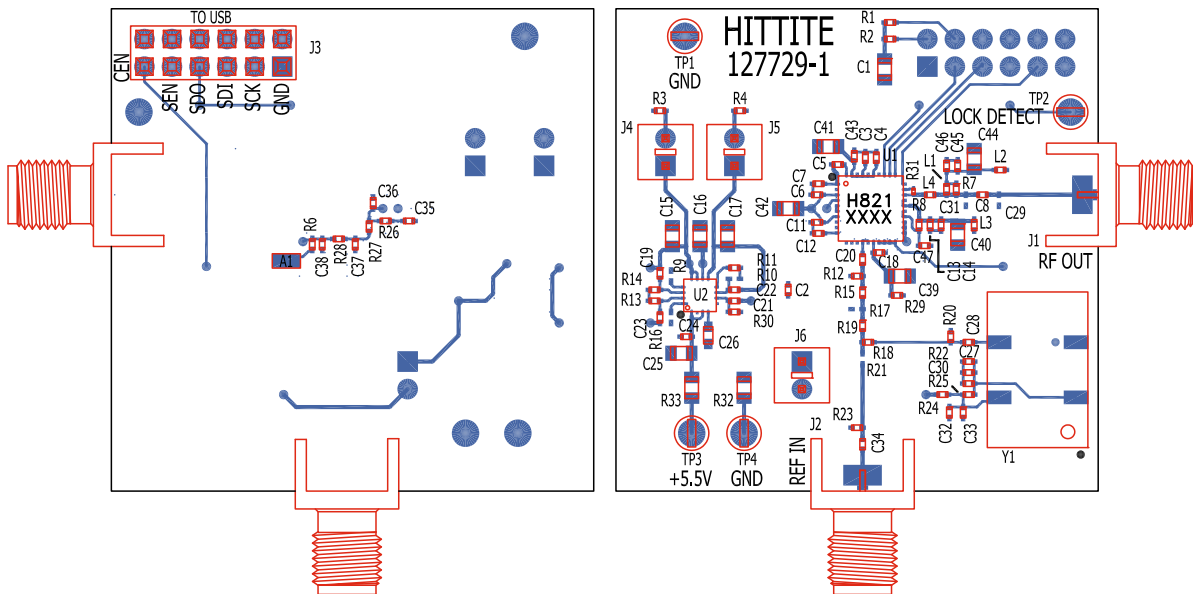 TO USB
J3
CEN
SEN
SDO
SDI
SCK
GND
C36
C35
R6
R26
R27
R28
C38
C37
A1
HITTITE
127729-1
TP1
GND
R1
R2
C1
TP2
LOCK DETECT
R3
R4
J4
J5
C41
C43
C3
C4
U1
C5
C7
C6
C42
C11
C12
H821
XXXX
R31
C46
C45
C44
L1
L2
L4
R7
R8
C31
C8
C29
L3
C40
C47
C13
C14
J1
RF OUT
C15
C16
C17
C19
R9
R11
R10
R14
R13
U2
C22
C21
R30
C2
C23
R16
C24
C25
C26
C20
C18
R12
R15
C39
R29
R17
R19
R18
R20
C28
R21
R22
C27
C30
R25
R24
C32
C33
Y1
J6
R33
R32
R23
C34
J2
REF IN
TP3
+5.5V
TP4
GND